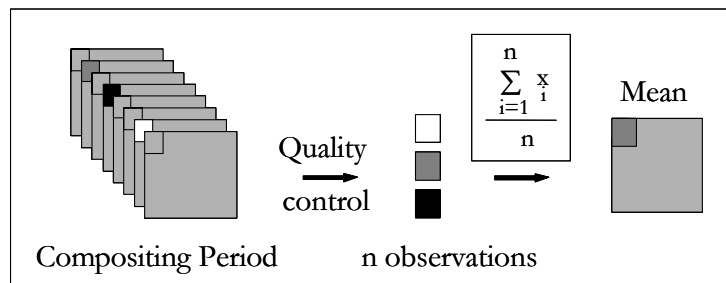 n
Σ x
i
i=1
n
Mean
Quality
control
Compositing Period
n observations